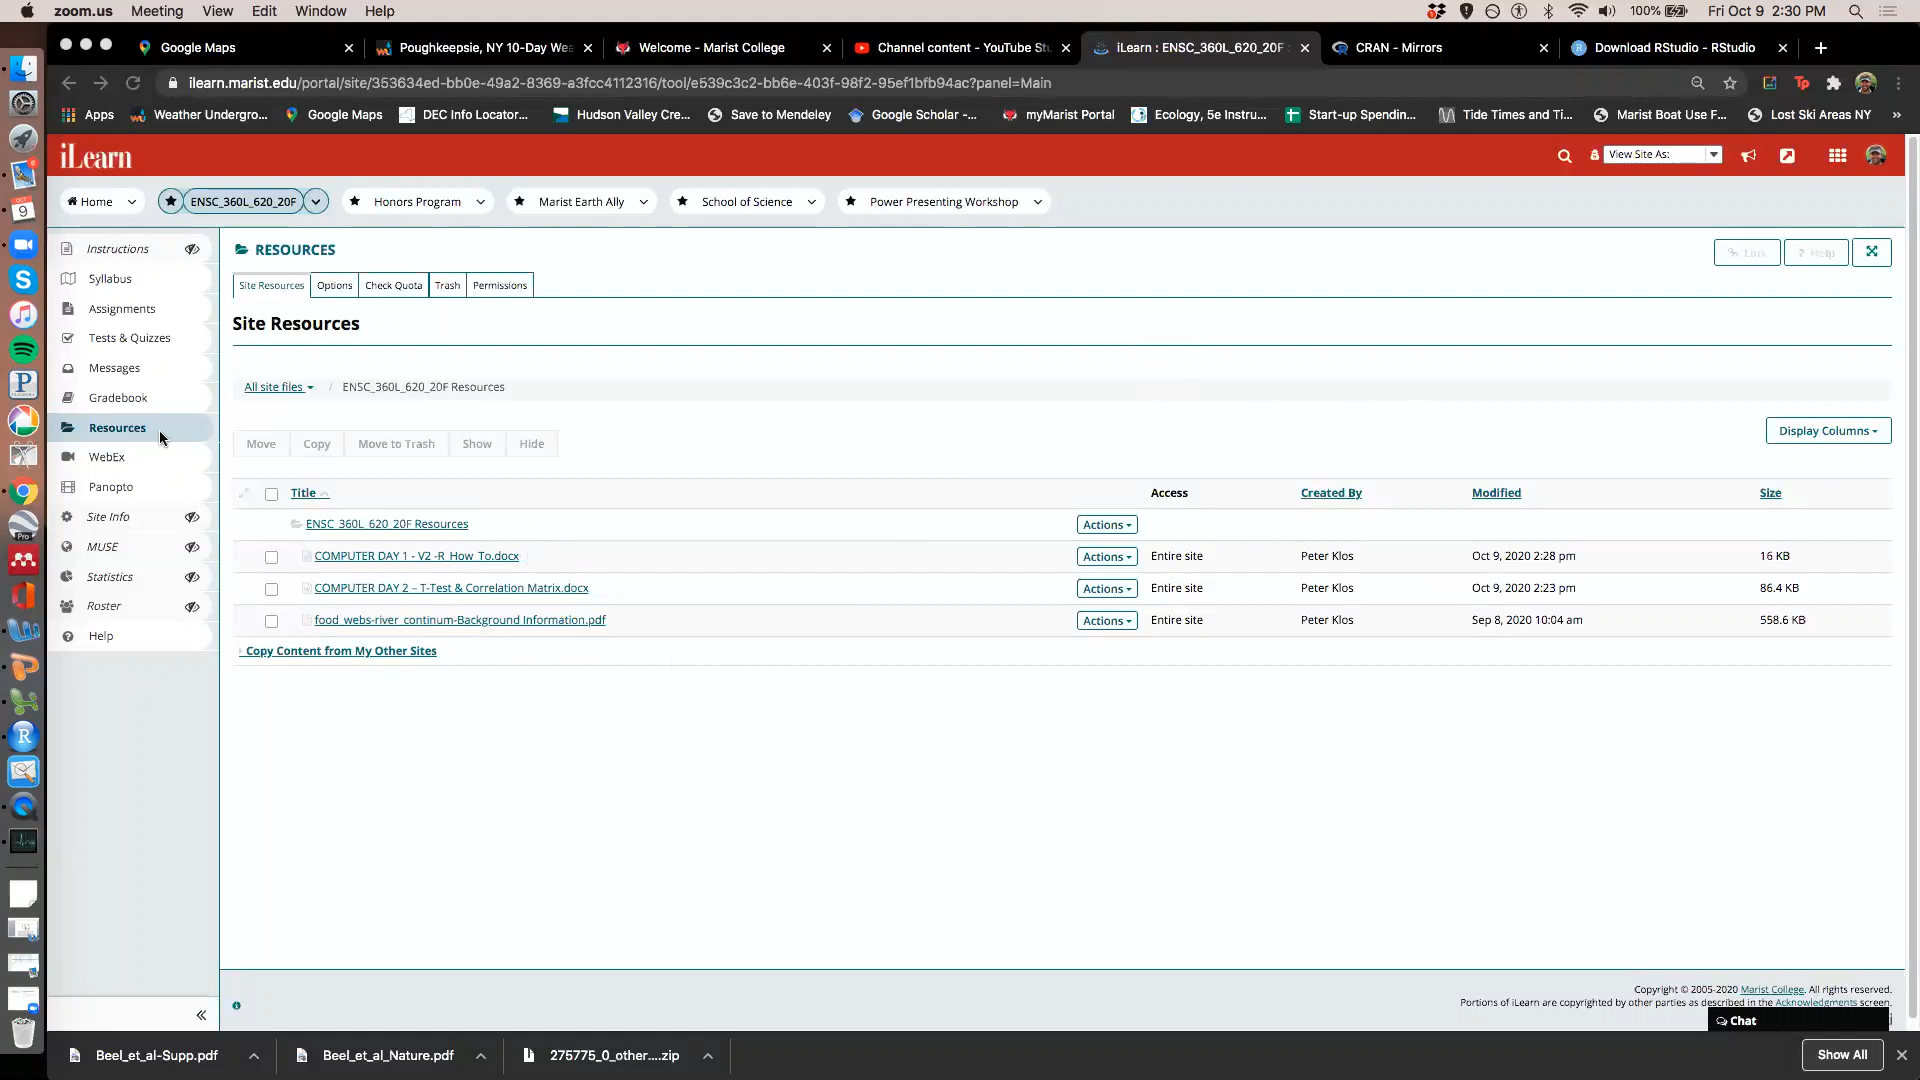 zoom.us Meeting View Edit Window Help 100% Fri Oct 9 2:30 PM
Google Maps Poughkeepsie, NY 10-Day Wea Welcome - Marist College Channel content - YouTube Stu iLearn : ENSC_360L_620_20F CRAN - Mirrors Download RStudio - RStudio
ilearn.marist.edu/portal/site/353634ed-bb0e-49a2-8369-a3fcc4112316/tool/e539c3c2-bb6e-403f-98f2-95ef1bfb94ac?panel=Main
Apps Weather Undergro... Google Maps DEC Info Locator... Hudson Valley Cre... Save to Mendeley Google Scholar -... myMarist Portal Ecology, 5e Instru... Start-up Spendin... Tide Times and Ti... Marist Boat Use F... Lost Ski Areas NY »
iLearn View Site As:
Home ENSC_360L_620_20F Honors Program Marist Earth Ally School of Science Power Presenting Workshop
Instructions
Syllabus
Assignments
Tests & Quizzes
Messages
Gradebook
Resources
WebEx
Panopto
Site Info
MUSE
Statistics
Roster
Help
RESOURCES Link ? Help
Site Resources Options Check Quota Trash Permissions
Site Resources
All site files / ENSC_360L_620_20F Resources
Move Copy Move to Trash Show Hide Display Columns
Title Access Created By Modified Size
ENSC_360L_620_20F Resources Actions
COMPUTER DAY 1 - V2 -R_How_To.docx Actions Entire site Peter Klos Oct 9, 2020 2:28 pm 16 KB
COMPUTER DAY 2 – T-Test & Correlation Matrix.docx Actions Entire site Peter Klos Oct 9, 2020 2:23 pm 86.4 KB
food_webs-river_continum-Background Information.pdf Actions Entire site Peter Klos Sep 8, 2020 10:04 am 558.6 KB
Copy Content from My Other Sites
Copyright © 2005-2020 Marist College. All rights reserved.
Portions of iLearn are copyrighted by other parties as described in the Acknowledgments screen.
Chat
Beel_et_al-Supp.pdf Beel_et_al_Nature.pdf 275775_0_other....zip Show All